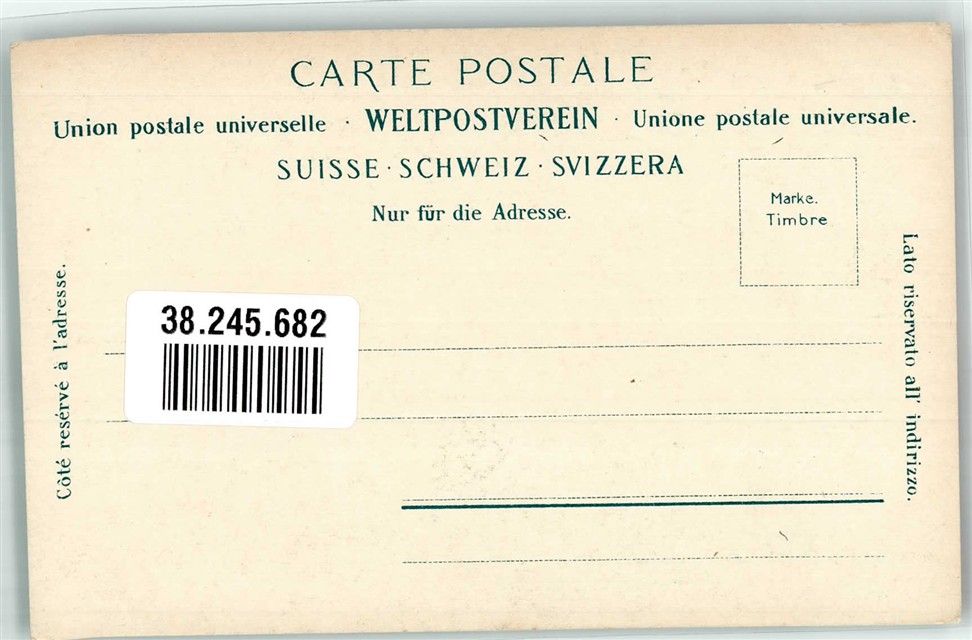 CARTE POSTALE
Union postale universelle · WELTPOSTVEREIN · Unione postale universale.
SUISSE · SCHWEIZ · SVIZZERA
Nur für die Adresse.
Marke.
Timbre
Côté resérvé à l'adresse.
38.245.682
Lato riservato all' indirizzo.